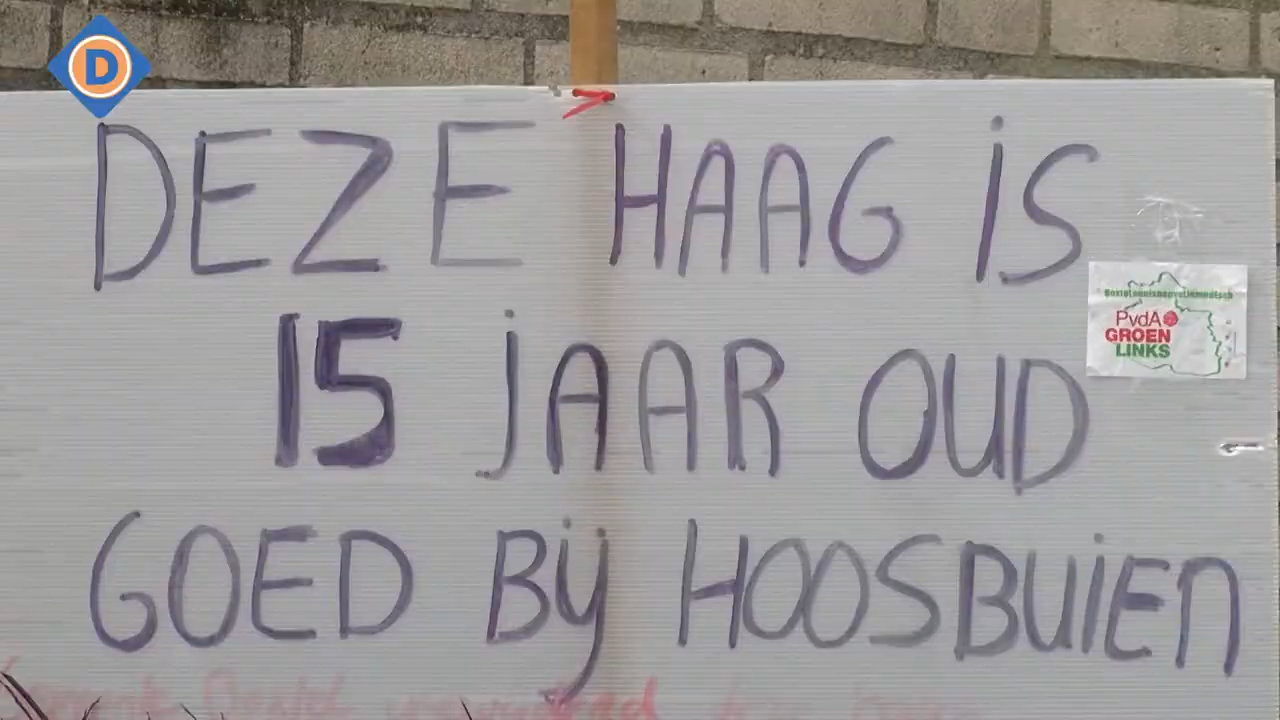 D
DEZE HAAG IS
15 JAAR OUD
GOED BIJ HOOSBUIEN
PvdA
GROEN
LINKS